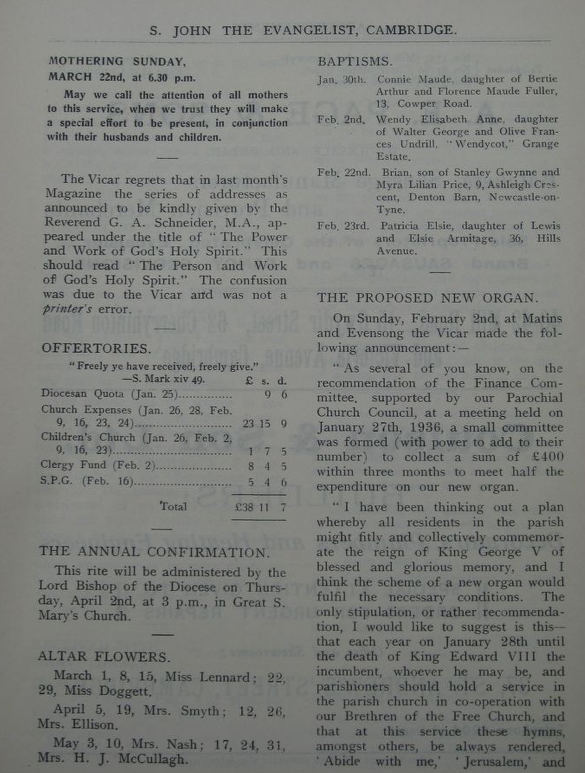 S. JOHN THE EVANGELIST, CAMBRIDGE.
MOTHERING SUNDAY,
MARCH 22nd, at 6.30 p.m.
May we call the attention of all mothers
to this service, when we trust they will make
a special effort to be present, in conjunction
with their husbands and children.
The Vicar regrets that in last month's
Magazine the series of addresses as
announced to be kindly given by the
Reverend G. A. Schneider, M.A., ap-
peared under the title of " The Power
and Work of God's Holy Spirit." This
should read " The Person and Work
of God's Holy Spirit." The confusion
was due to the Vicar and was not a
printer's error.
OFFERTORIES.
" Freely ye have received, freely give."
—S. Mark xiv 49. £ s. d.
Diocesan Quota (Jan. 25)............... 9 6
Church Expenses (Jan. 26, 28, Feb.
9, 16, 23, 24)............................... 23 15 9
Children's Church (Jan. 26, Feb. 2,
9, 16, 23)..................................... 1 7 5
Clergy Fund (Feb. 2)..................... 8 4 5
S.P.G. (Feb. 16)............................ 5 4 6
Total £38 11 7
THE ANNUAL CONFIRMATION.
This rite will be administered by the
Lord Bishop of the Diocese on Thurs-
day, April 2nd, at 3 p.m., in Great S.
Mary's Church.
ALTAR FLOWERS.
March 1, 8, 15, Miss Lennard; 22,
29, Miss Doggett.
April 5, 19, Mrs. Smyth; 12, 26,
Mrs. Ellison.
May 3, 10, Mrs. Nash; 17, 24, 31,
Mrs. H. J. McCullagh.
BAPTISMS.
Jan. 30th. Connie Maude, daughter of Bertie
Arthur and Florence Maude Fuller,
13, Cowper Road.
Feb. 2nd. Wendy Elisabeth Anne, daughter
of Walter George and Olive Fran-
ces Undrill, "Wendycot," Grange
Estate.
Feb. 22nd. Brian, son of Stanley Gwynne and
Myra Lilian Price, 9, Ashleigh Cres-
cent, Denton Barn, Newcastle-on-
Tyne.
Feb. 23rd. Patricia Elsie, daughter of Lewis
and Elsie Armitage, 36, Hills
Avenue.
THE PROPOSED NEW ORGAN.
On Sunday, February 2nd, at Matins
and Evensong the Vicar made the fol-
lowing announcement:—
" As several of you know, on the
recommendation of the Finance Com-
mittee, supported by our Parochial
Church Council, at a meeting held on
January 27th, 1936, a small committee
was formed (with power to add to their
number) to collect a sum of £400
within three months to meet half the
expenditure on our new organ.
" I have been thinking out a plan
whereby all residents in the parish
might fitly and collectively commemor-
ate the reign of King George V of
blessed and glorious memory, and I
think the scheme of a new organ would
fulfil the necessary conditions. The
only stipulation, or rather recommenda-
tion, I would like to suggest is this—
that each year on January 28th until
the death of King Edward VIII the
incumbent, whoever he may be, and
parishioners should hold a service in
the parish church in co-operation with
our Brethren of the Free Church, and
that at this service these hymns,
amongst others, be always rendered,
' Abide with me,' ' Jerusalem,' and